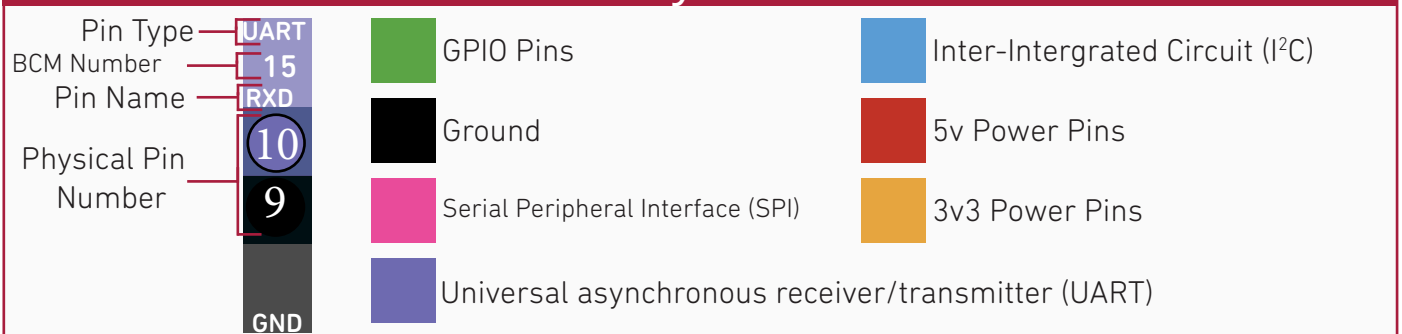 Pin Type
UART
BCM Number
15
Pin Name
RXD
Physical Pin
Number
10
9
GND
GPIO Pins
Inter-Intergrated Circuit (I²C)
Ground
5v Power Pins
Serial Peripheral Interface (SPI)
3v3 Power Pins
Universal asynchronous receiver/transmitter (UART)